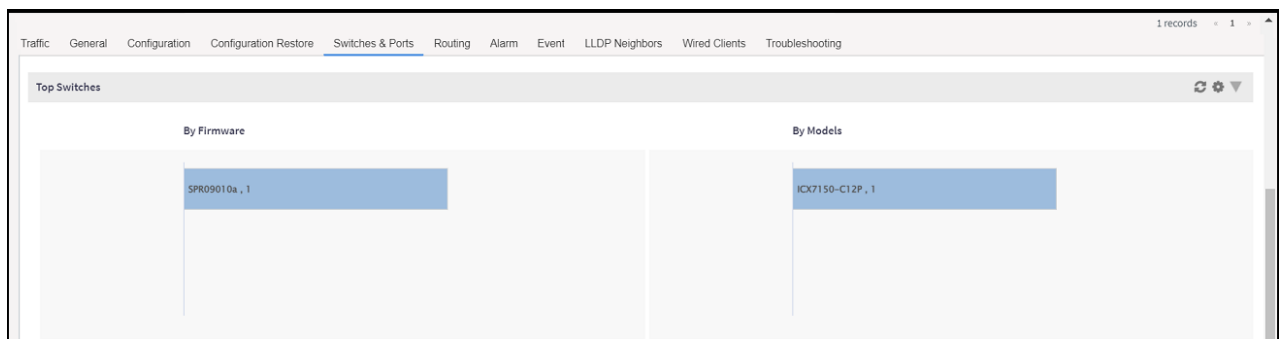 1 records « 1 »
Traffic General Configuration Configuration Restore Switches & Ports Routing Alarm Event LLDP Neighbors Wired Clients Troubleshooting
Top Switches
By Firmware By Models
SPR09010a , 1 ICX7150-C12P , 1